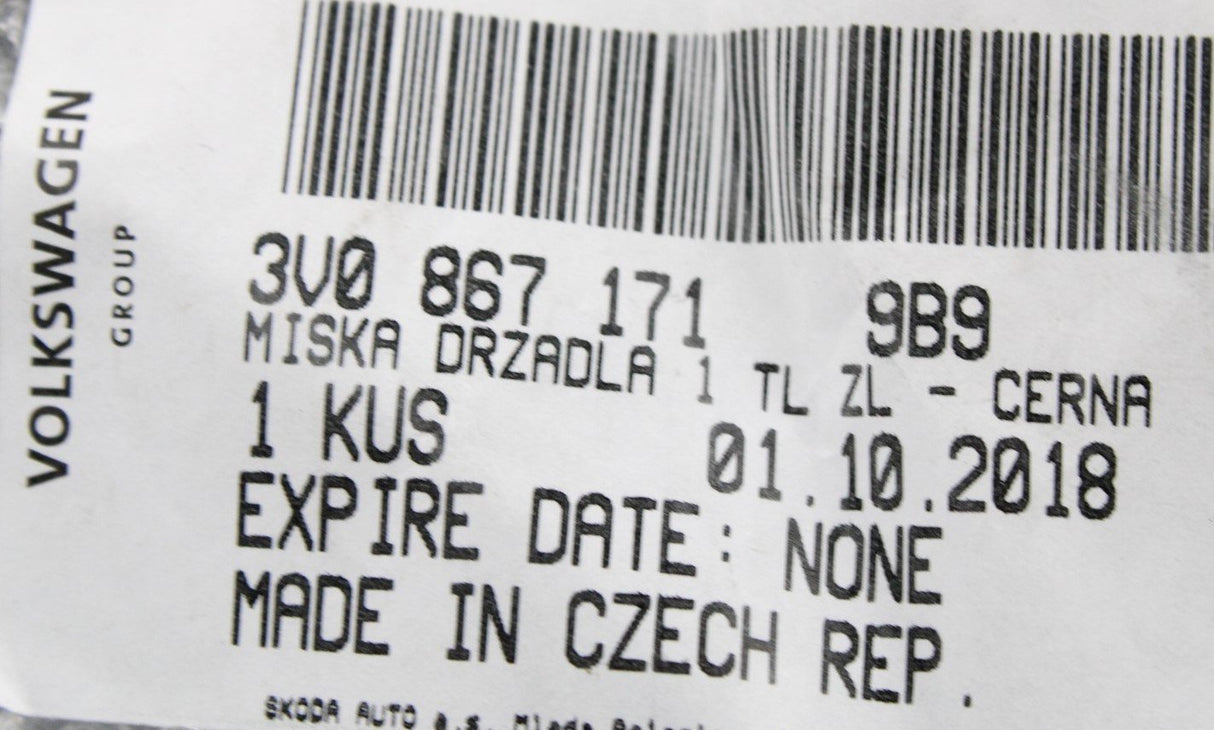 VOLKSWAGEN
GROUP
3V0 867 171 9B9
MISKA DRZADLA 1 TL ZL - CERNA
1 KUS 01.10.2018
EXPIRE DATE: NONE
MADE IN CZECH REP.
SKODA AUTO a.s. Mlada